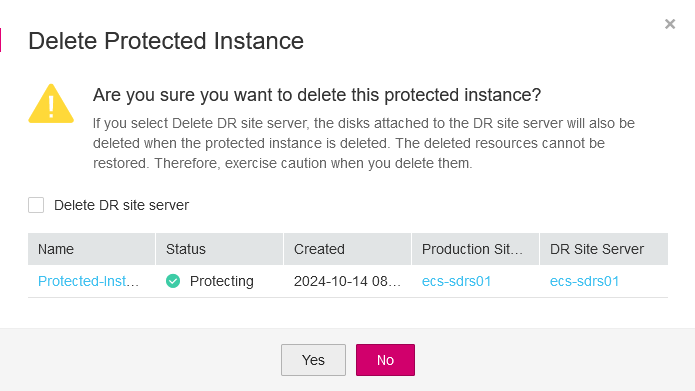 ×
Delete Protected Instance
Are you sure you want to delete this protected instance?
If you select Delete DR site server, the disks attached to the DR site server will also be
deleted when the protected instance is deleted. The deleted resources cannot be
restored. Therefore, exercise caution when you delete them.
Delete DR site server
Name Status Created Production Sit... DR Site Server
Protected-Inst... Protecting 2024-10-14 08... ecs-sdrs01 ecs-sdrs01
Yes No